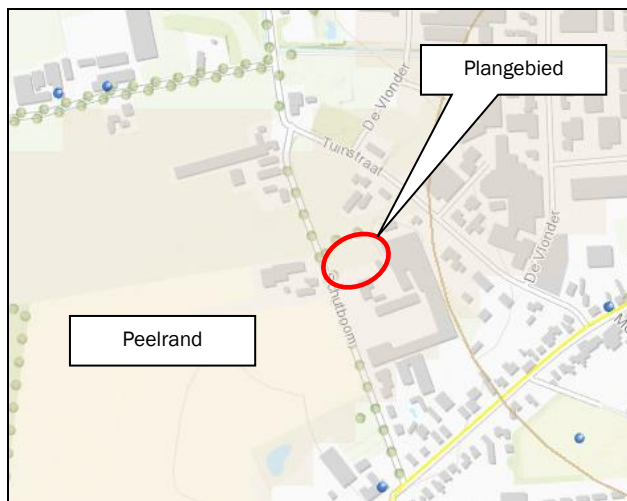 Plangebied
De Vlonder
Tuinstraat
De Vlonder
Schutboom
Peelrand